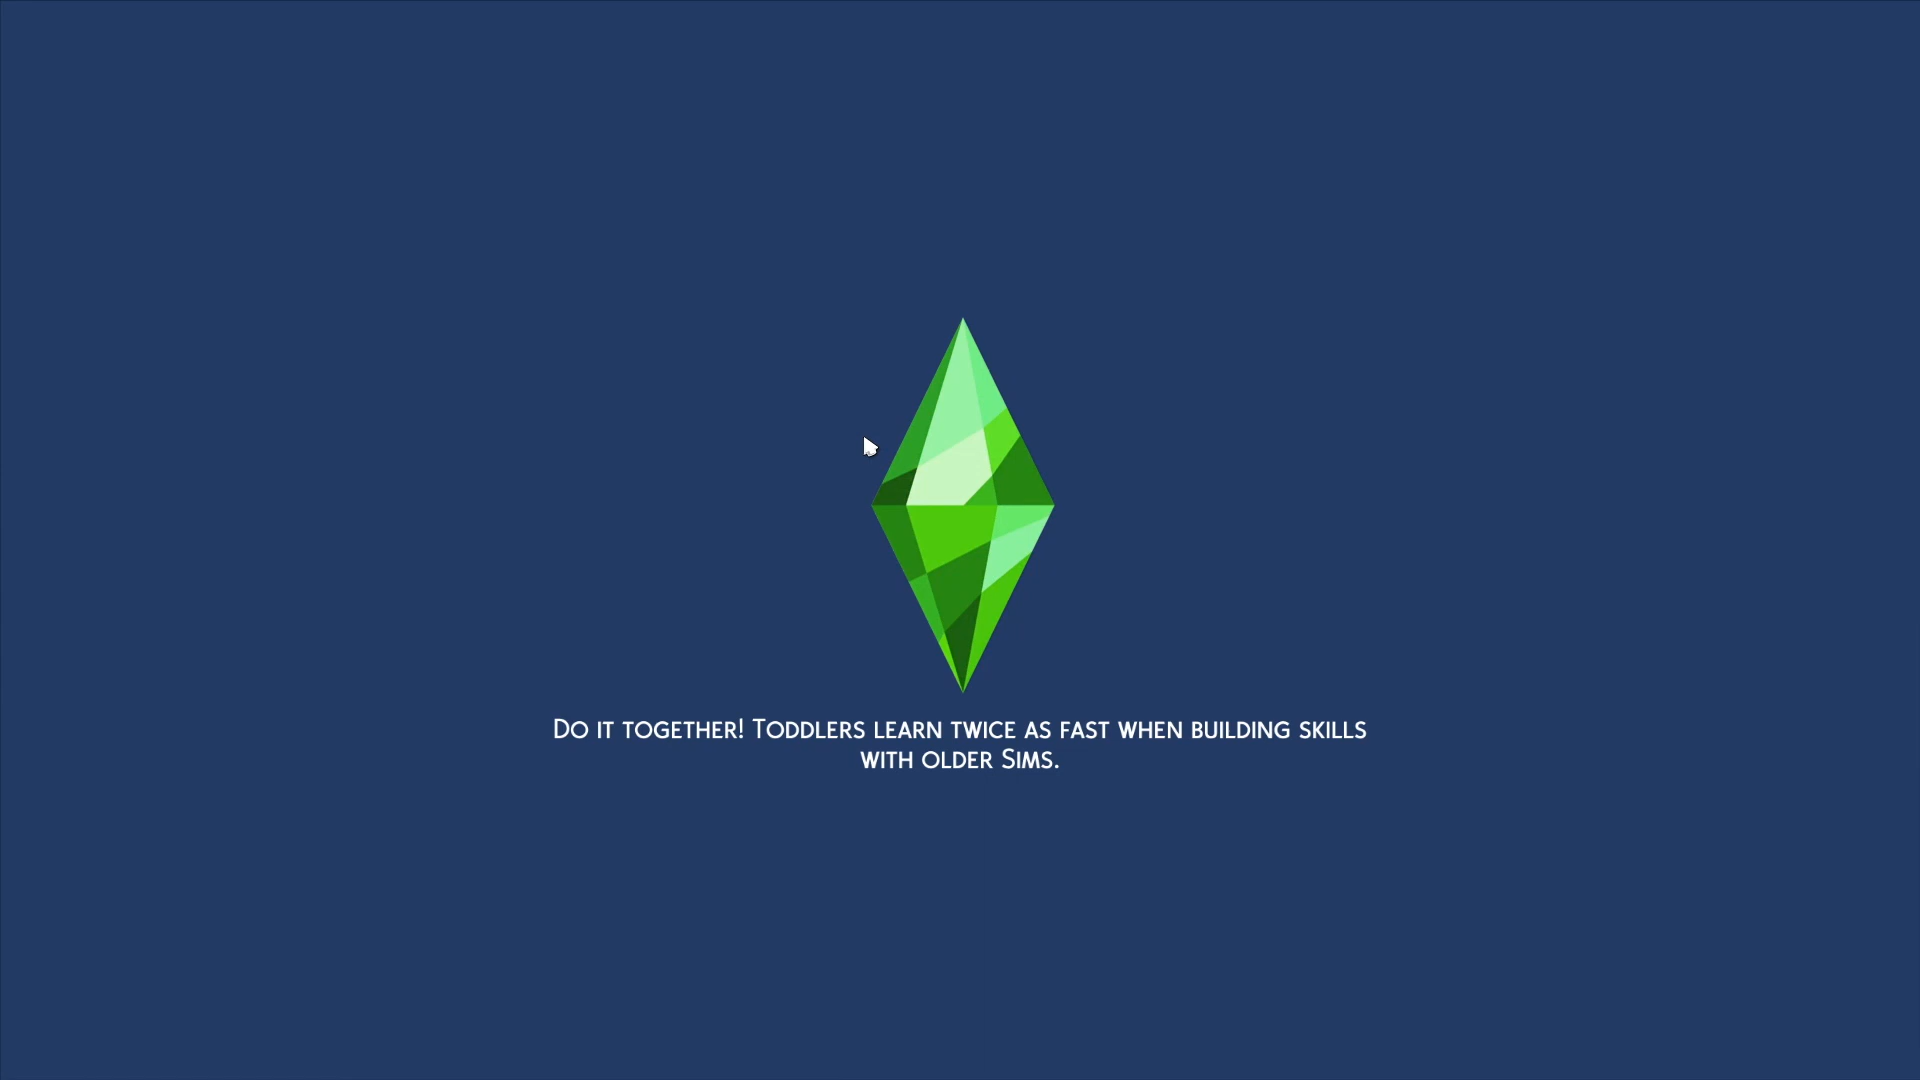 Do it together! Toddlers learn twice as fast when building skills
with older Sims.